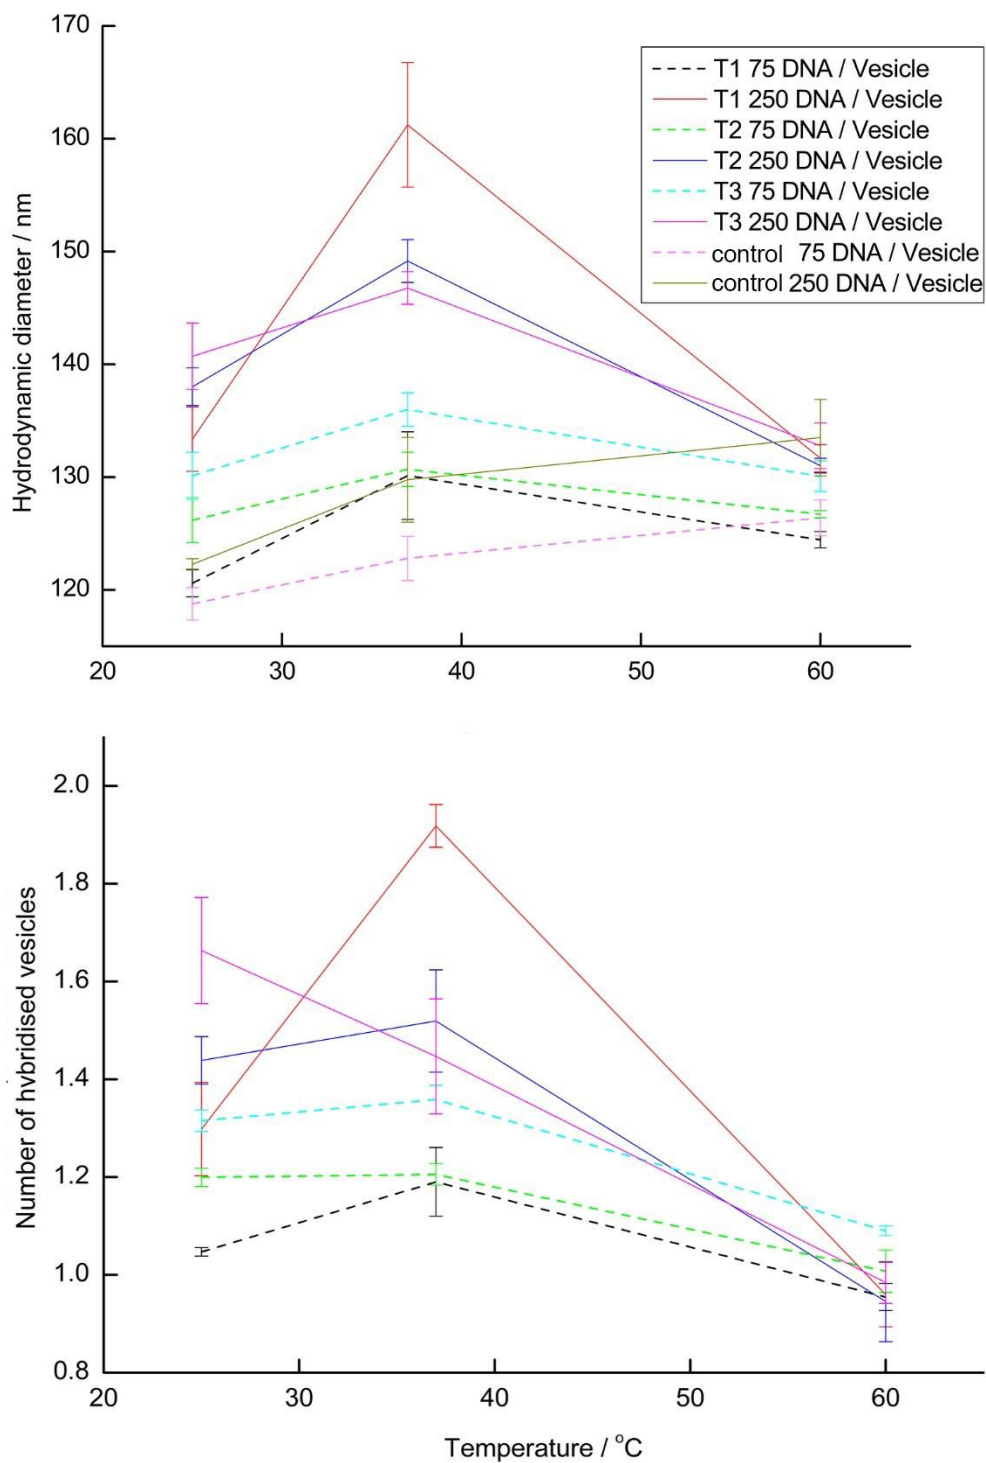 170
160
150
140
130
120
Hydrodynamic diameter / nm
T1 75 DNA / Vesicle
T1 250 DNA / Vesicle
T2 75 DNA / Vesicle
T2 250 DNA / Vesicle
T3 75 DNA / Vesicle
T3 250 DNA / Vesicle
control 75 DNA / Vesicle
control 250 DNA / Vesicle
20 30 40 50 60
2.0
1.8
1.6
1.4
1.2
1.0
0.8
Number of hvbridised vesicles
20 30 40 50 60
Temperature / °C